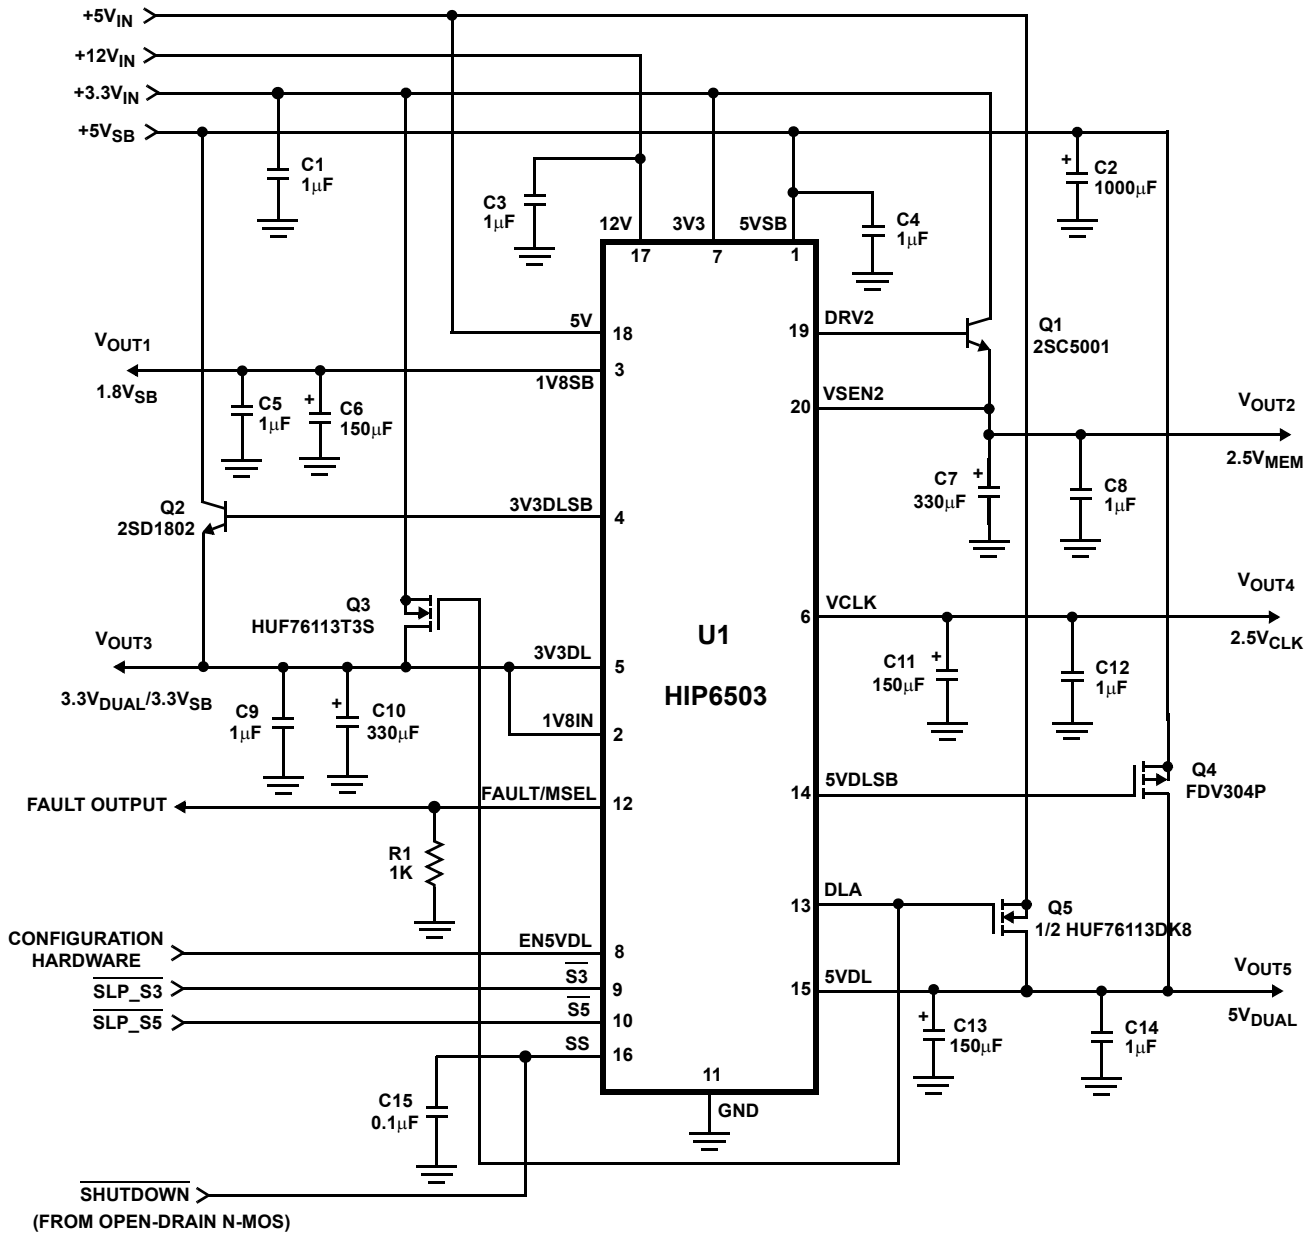 +5VIN
+12VIN
+3.3VIN
+5VSB
C1
1μF
C2
1000μF
C3
1μF
12V
3V3
5VSB
C4
1μF
17
7
1
5V
18
DRV2
19
Q1
2SC5001
VOUT1
1.8VSB
1V8SB
3
C5
1μF
C6
150μF
VSEN2
20
VOUT2
2.5VMEM
C7
330μF
C8
1μF
Q2
2SD1802
3V3DLSB
4
Q3
HUF76113T3S
VCLK
6
VOUT4
2.5VCLK
U1
HIP6503
VOUT3
3.3VDUAL/3.3VSB
3V3DL
5
C11
150μF
C12
1μF
C9
1μF
C10
330μF
1V8IN
2
5VDLSB
14
Q4
FDV304P
FAULT OUTPUT
FAULT/MSEL
12
R1
1K
DLA
13
Q5
1/2 HUF76113DK8
CONFIGURATION
HARDWARE
EN5VDL
8
SLP_S3
S3
9
5VDL
15
VOUT5
5VDUAL
SLP_S5
S5
10
SS
16
C13
150μF
C14
1μF
C15
0.1μF
11
GND
SHUTDOWN
(FROM OPEN-DRAIN N-MOS)